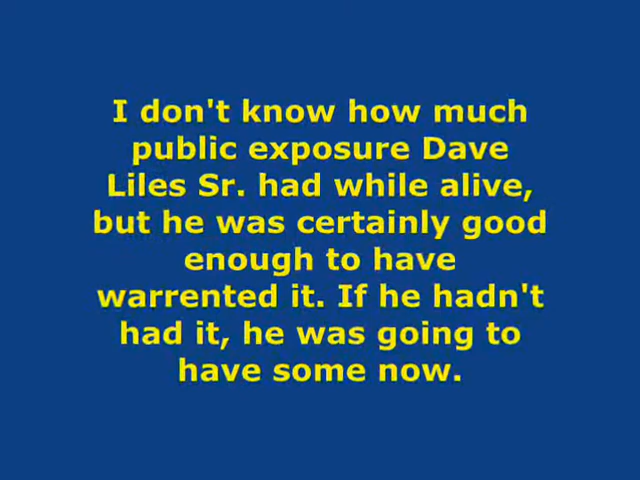 I don't know how much
public exposure Dave
Liles Sr. had while alive,
but he was certainly good
enough to have
warrented it. If he hadn't
had it, he was going to
have some now.